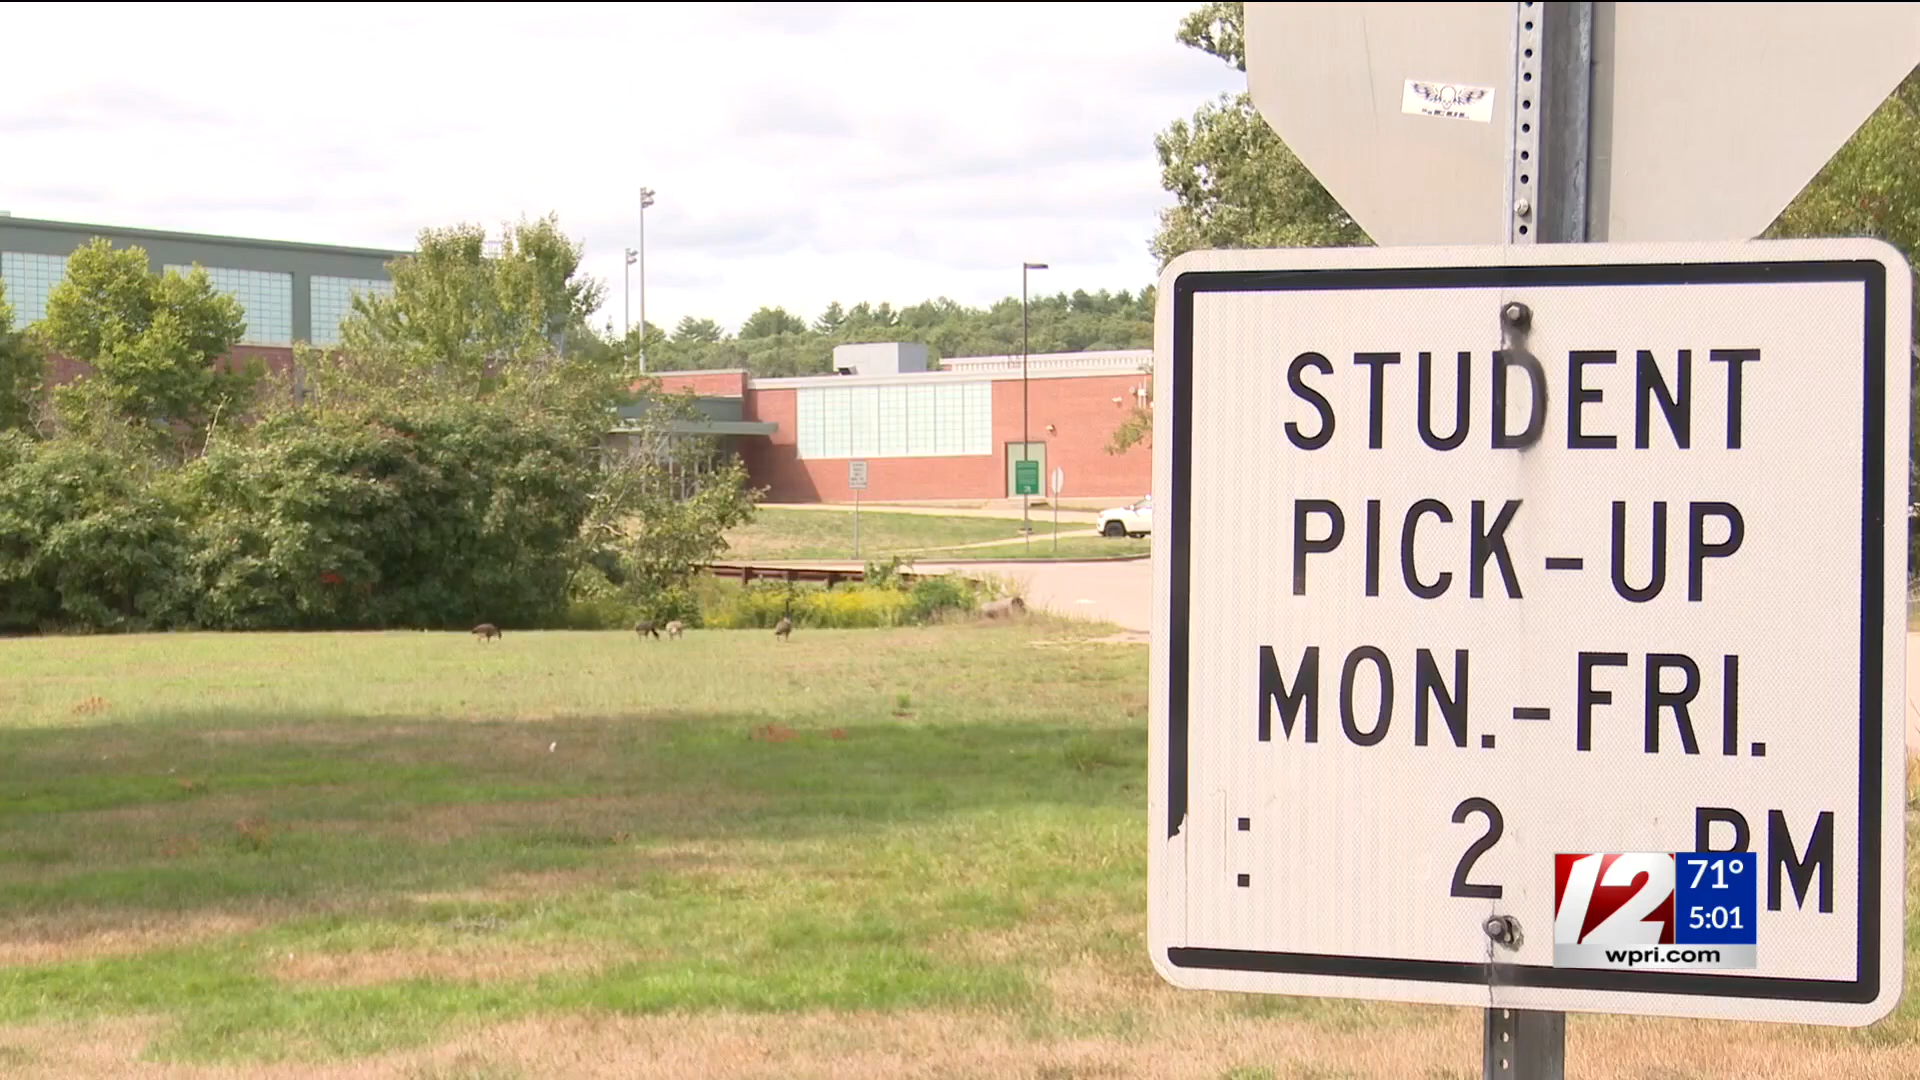 STUDENT
PICK-UP
MON.-FRI.
: 2 PM
12 71°
5:01
wpri.com